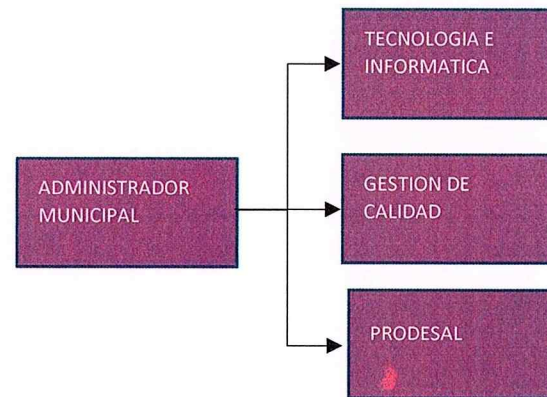 TECNOLOGIA E
INFORMATICA
ADMINISTRADOR
MUNICIPAL
GESTION DE
CALIDAD
PRODESAL